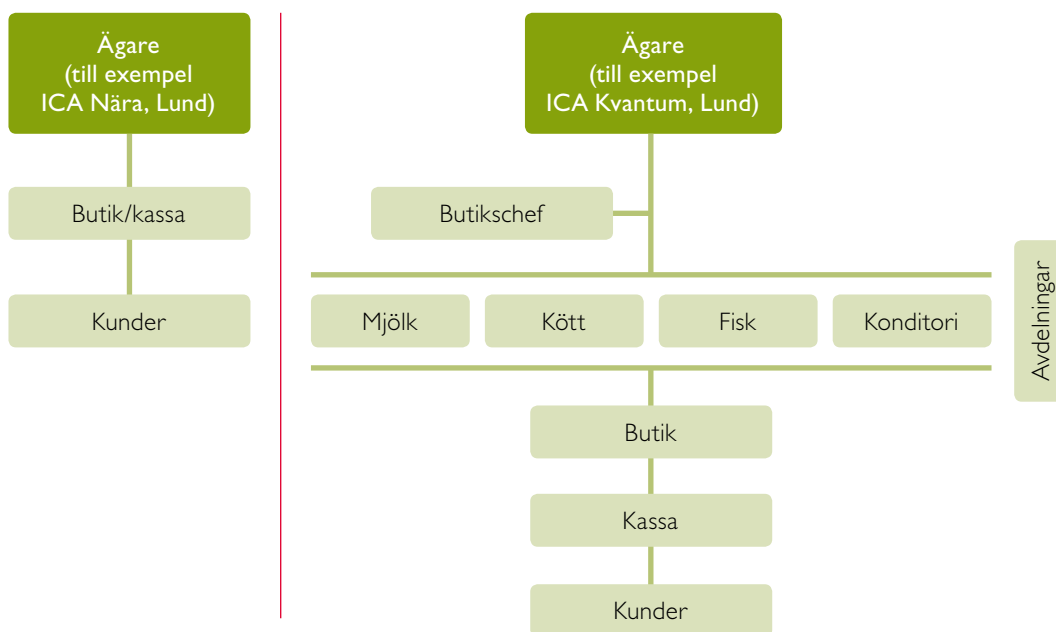 Ägare
(till exempel
ICA Nära, Lund)
Butik/kassa
Kunder
Ägare
(till exempel
ICA Kvantum, Lund)
Butikschef
Mjölk
Kött
Fisk
Konditori
Avdelningar
Butik
Kassa
Kunder